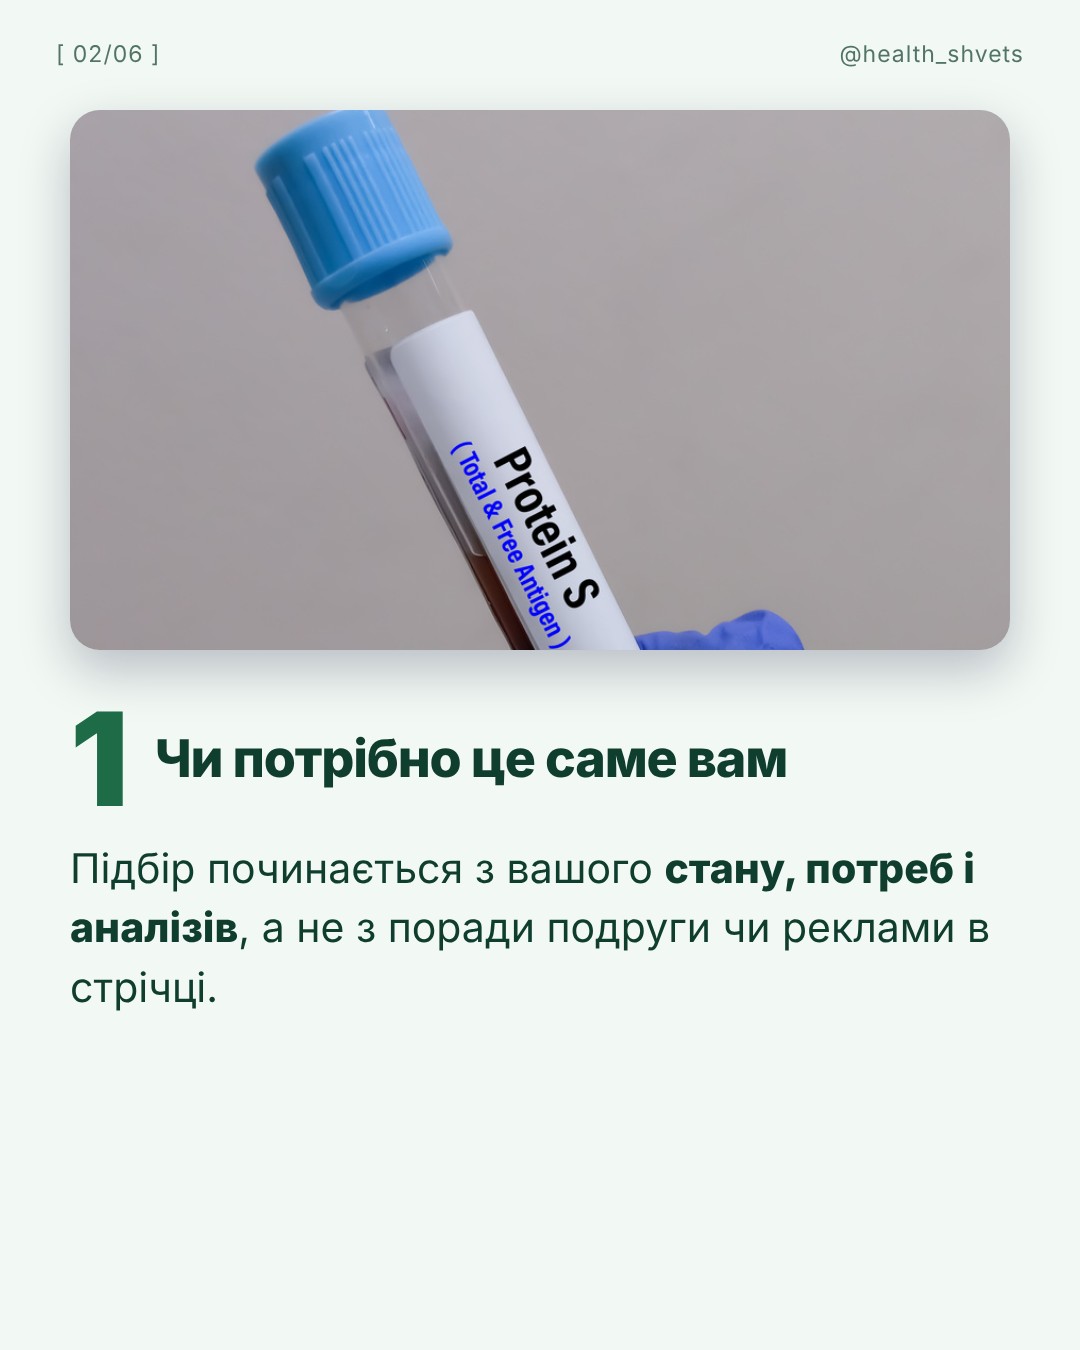 [ 02/06 ]
@health_shvets
Protein S
( Total & Free Antigen )
1
Чи потрібно це саме вам
Підбір починається з вашого стану, потреб і
аналізів, а не з поради подруги чи реклами в
стрічці.